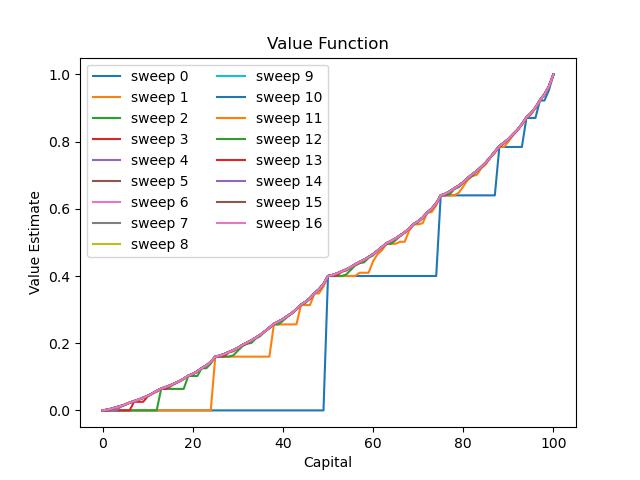 Value Function
1.0
0.8
0.6
0.4
0.2
0.0
Value Estimate
sweep 0
sweep 1
sweep 2
sweep 3
sweep 4
sweep 5
sweep 6
sweep 7
sweep 8
sweep 9
sweep 10
sweep 11
sweep 12
sweep 13
sweep 14
sweep 15
sweep 16
0 20 40 60 80 100
Capital